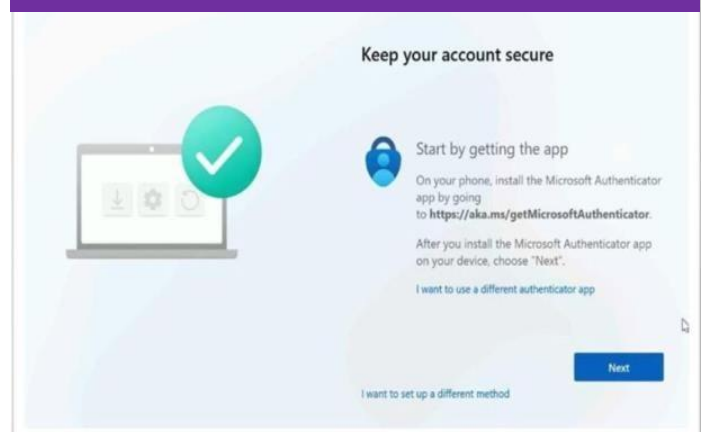 Keep your account secure
Start by getting the app
On your phone, install the Microsoft Authenticator
app by going
to https://aka.ms/getMicrosoftAuthenticator.
After you install the Microsoft Authenticator app
on your device, choose "Next".
I want to use a different authenticator app
Next
I want to set up a different method